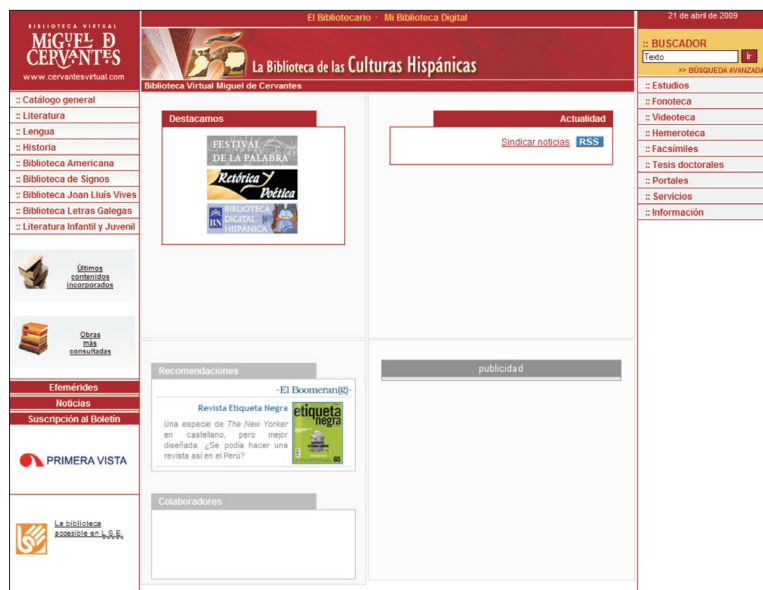 BIBLIOTECA VIRTUAL
MiGUEL D
CERVANTES
www.cervantesvirtual.com
El Bibliotecario · Mi Biblioteca Digital
La Biblioteca de las Culturas Hispánicas
Biblioteca Virtual Miguel de Cervantes
21 de abril de 2009
:: BUSCADOR
Texto
Ir
>> BÚSQUEDA AVANZADA
:: Catálogo general
:: Literatura
:: Lengua
:: Historia
:: Biblioteca Americana
:: Biblioteca de Signos
:: Biblioteca Joan Lluís Vives
:: Biblioteca Letras Galegas
:: Literatura Infantil y Juvenil
Últimos
contenidos
incorporados
Obras
más
consultadas
Efemérides
Noticias
Suscripción al Boletín
PRIMERA VISTA
La biblioteca
accesible en L.S.E.
Destacamos
FESTIVAL
DE LA PALABRA
Retórica y
Poética
BN
BIBLIOTECA
DIGITAL
HISPÁNICA
Actualidad
Sindicar noticias RSS
Recomendaciones
-El Boomeran(g)-
Revista Etiqueta Negra
Una especie de The New Yorker
en castellano, pero mejor
diseñada. ¿Se podía hacer una
revista así en el Perú?
etiqueta
negra
65
Colaboradores
publicidad
:: Estudios
:: Fonoteca
:: Videoteca
:: Hemeroteca
:: Facsímiles
:: Tesis doctorales
:: Portales
:: Servicios
:: Información